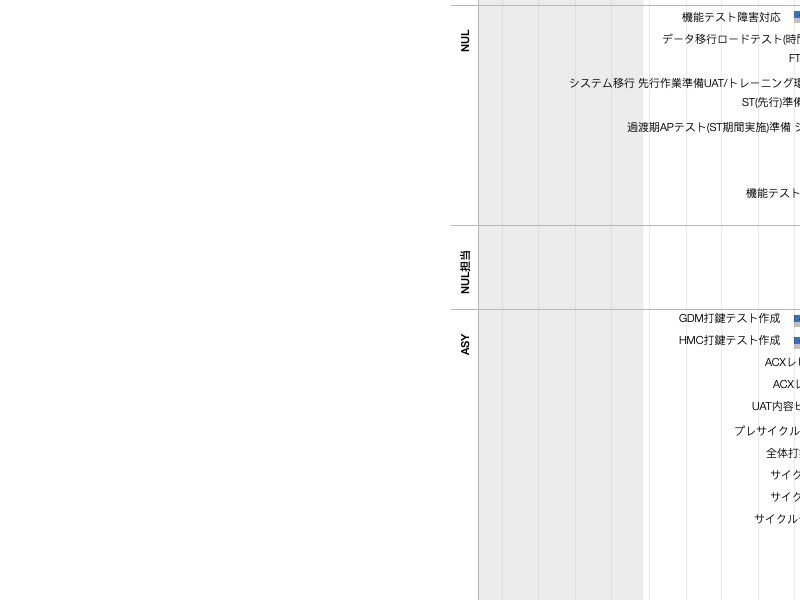 NUL
機能テスト障害対応
データ移行ロードテスト(時間
FT
システム移行 先行作業準備UAT/トレーニング環
ST(先行)準備
過渡期APテスト(ST期間実施)準備
機能テスト
NUL担当
ASY
GDM打鍵テスト作成
HMC打鍵テスト作成
ACXレビ
ACXレ
UAT内容ヒ
プレサイクル
全体打鍵
サイク
サイク
サイクル